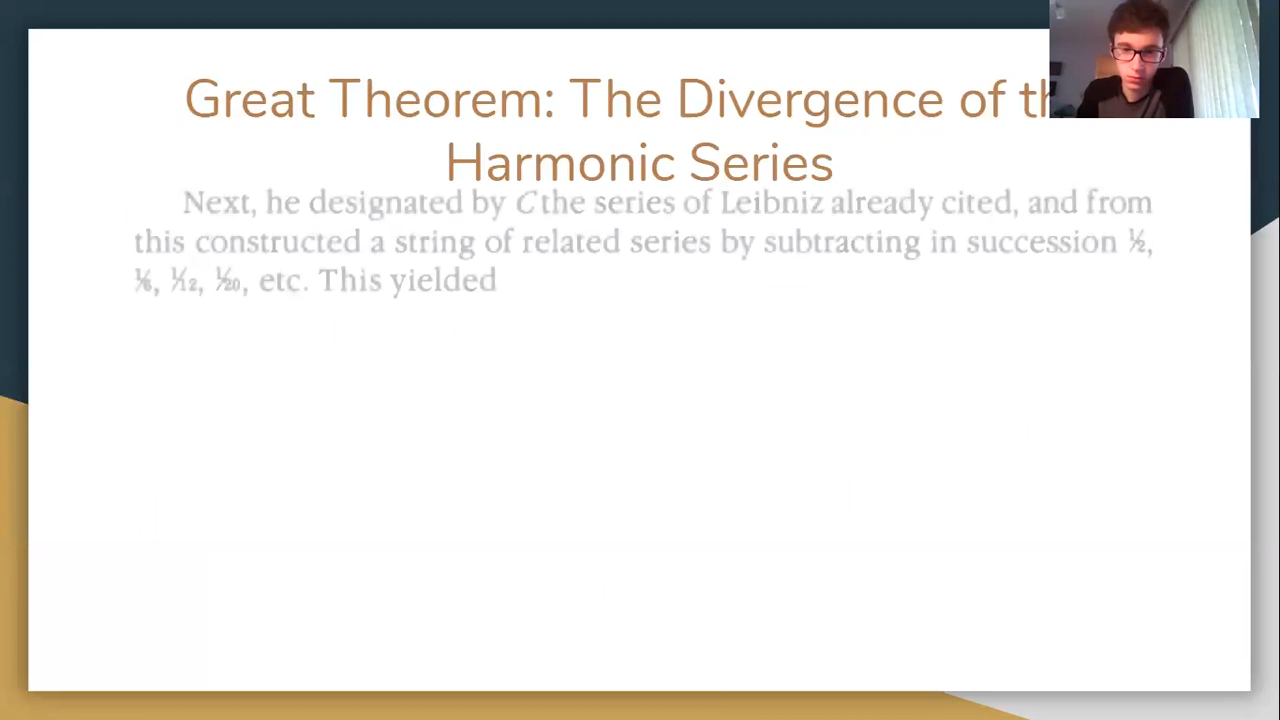 Great Theorem: The Divergence of th
Harmonic Series
Next, he designated by C the series of Leibniz already cited, and from
this constructed a string of related series by subtracting in succession ½,
⅙, 1/12, 1/20, etc. This yielded